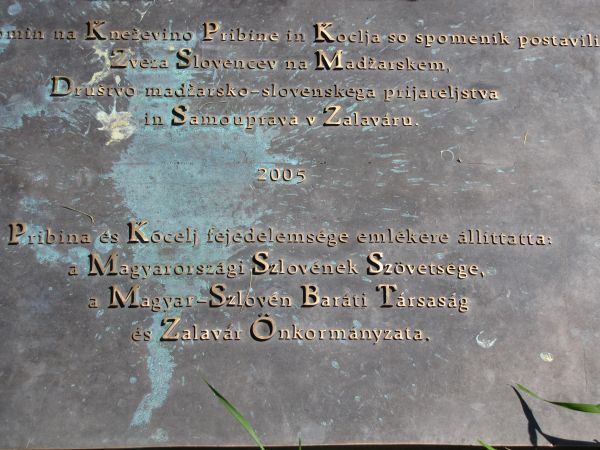 na Kneževino Pribine in Koclja so spomenik postavili
Zveza Slovencev na Madžarskem,
Društvo madžarsko-slovenskega prijateljstva
in Samouprava v Zalaváru.
2005
Pribina és Kocelj fejedelemsége emlékére állíttatta:
a Magyarországi Szlovének Szövetsége,
a Magyar-Szlovén Baráti Társaság
és Zalavár Önkormányzata.